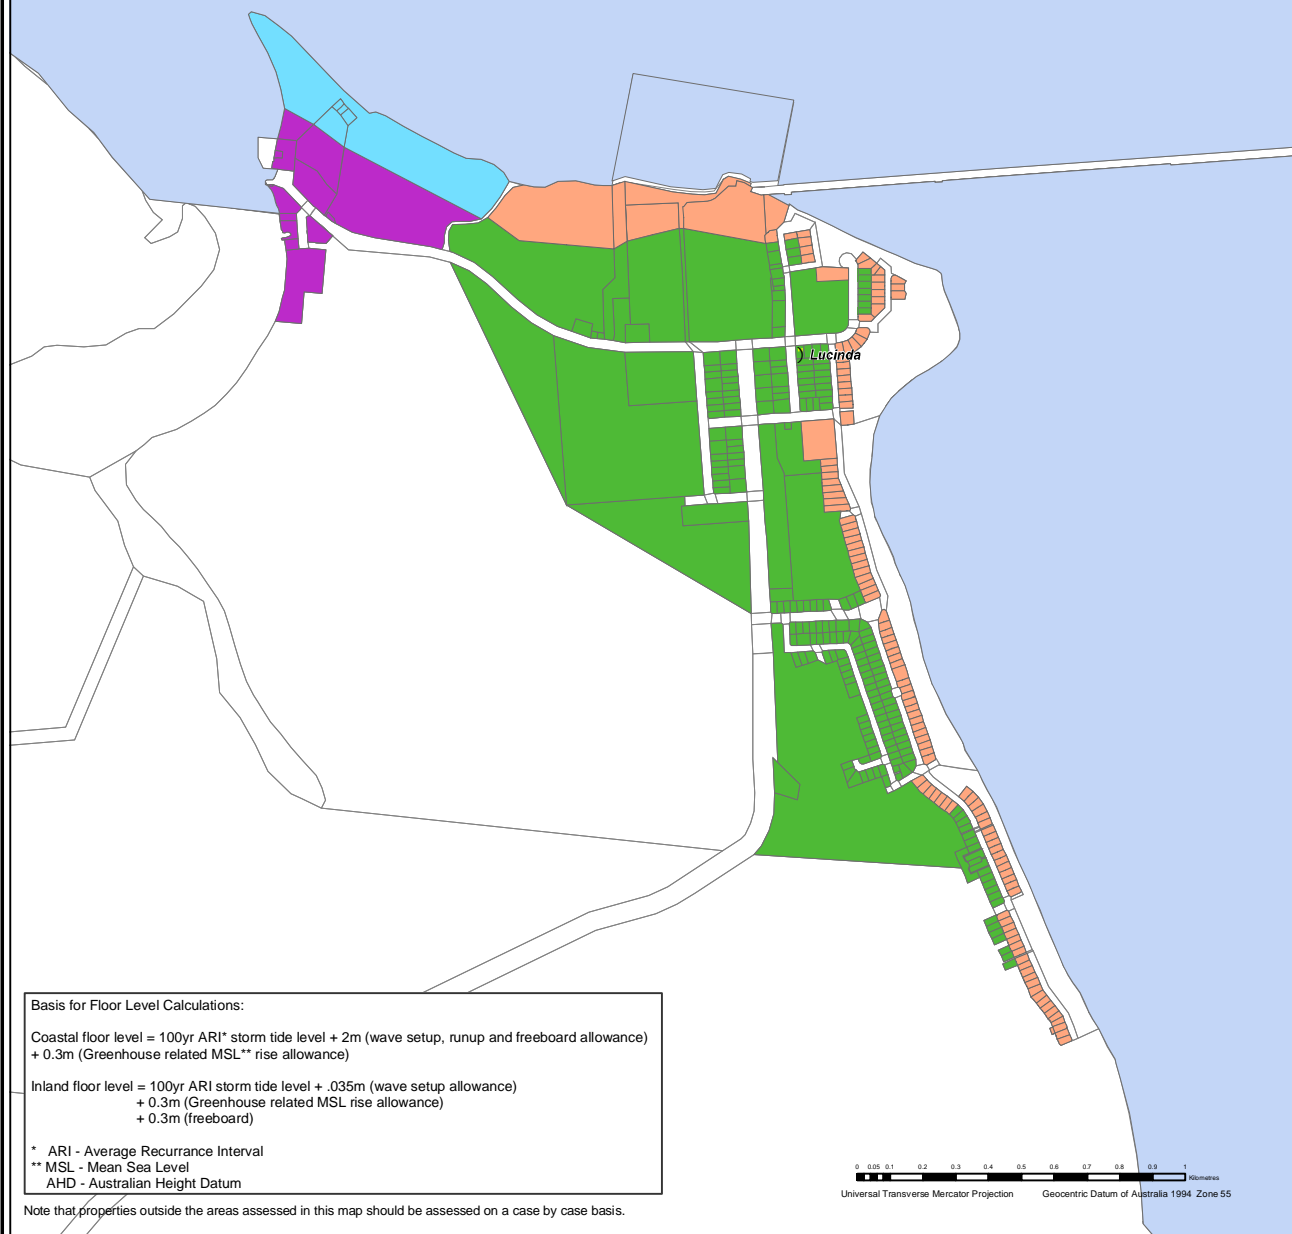 Lucinda
Basis for Floor Level Calculations:
Coastal floor level = 100yr ARI* storm tide level + 2m (wave setup, runup and freeboard allowance)
+ 0.3m (Greenhouse related MSL** rise allowance)
Inland floor level = 100yr ARI storm tide level + .035m (wave setup allowance)
+ 0.3m (Greenhouse related MSL rise allowance)
+ 0.3m (freeboard)
* ARI - Average Recurrance Interval
** MSL - Mean Sea Level
AHD - Australian Height Datum
Note that properties outside the areas assessed in this map should be assessed on a case by case basis.
0 0.05 0.1 0.2 0.3 0.4 0.5 0.6 0.7 0.8 0.9 1
Kilometres
Universal Transverse Mercator Projection Geocentric Datum of Australia 1994 Zone 55